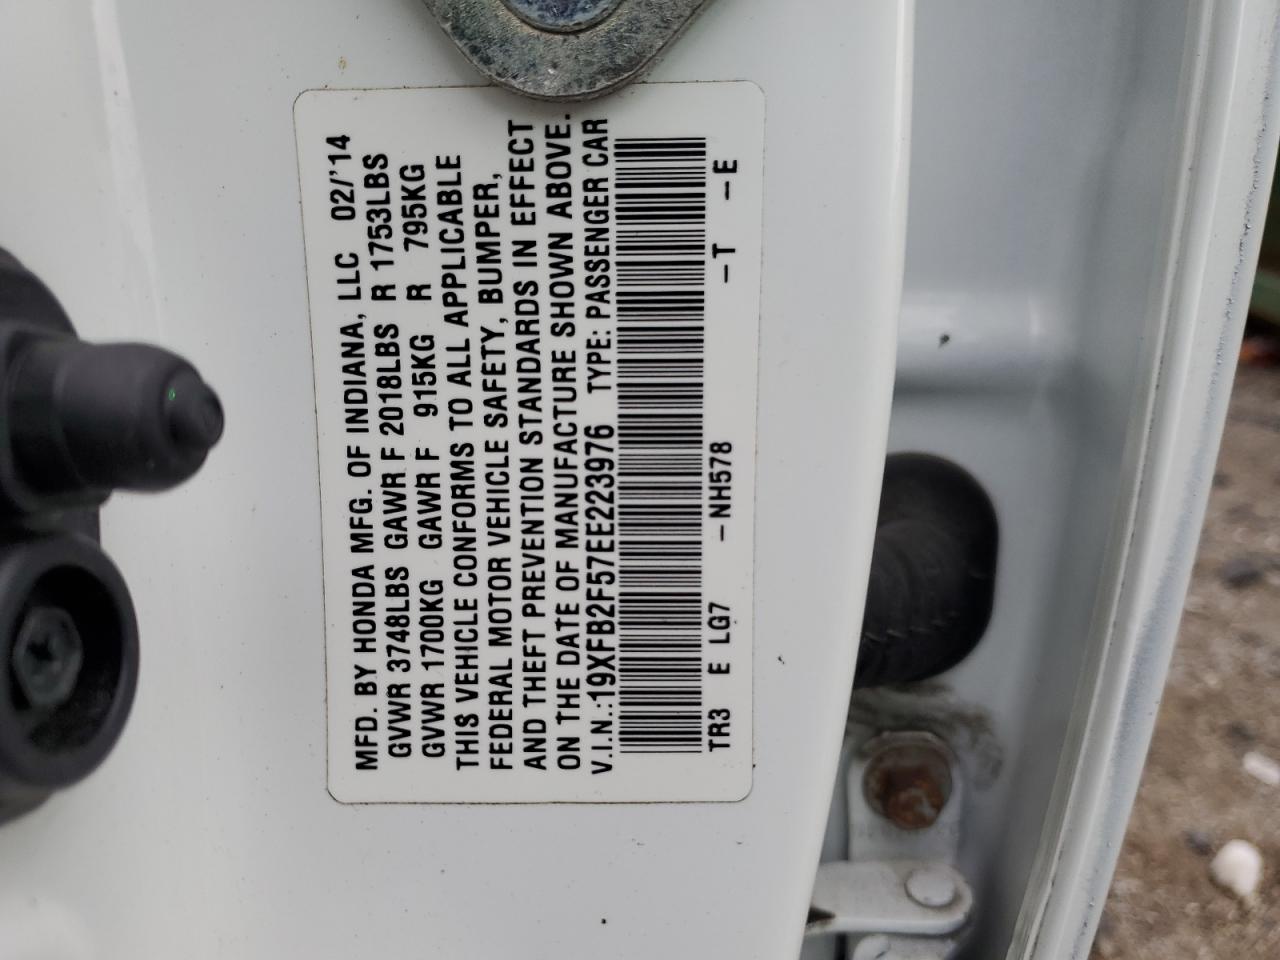 MFD. BY HONDA MFG. OF INDIANA, LLC 02/'14
GVWR 3748LBS GAWR F 2018LBS R 1753LBS
GVWR 1700KG GAWR F 915KG R 795KG
THIS VEHICLE CONFORMS TO ALL APPLICABLE
FEDERAL MOTOR VEHICLE SAFETY, BUMPER,
AND THEFT PREVENTION STANDARDS IN EFFECT
ON THE DATE OF MANUFACTURE SHOWN ABOVE.
V.I.N.:19XFB2F57EE223976 TYPE: PASSENGER CAR
TR3 E LG7 -NH578 -T -E